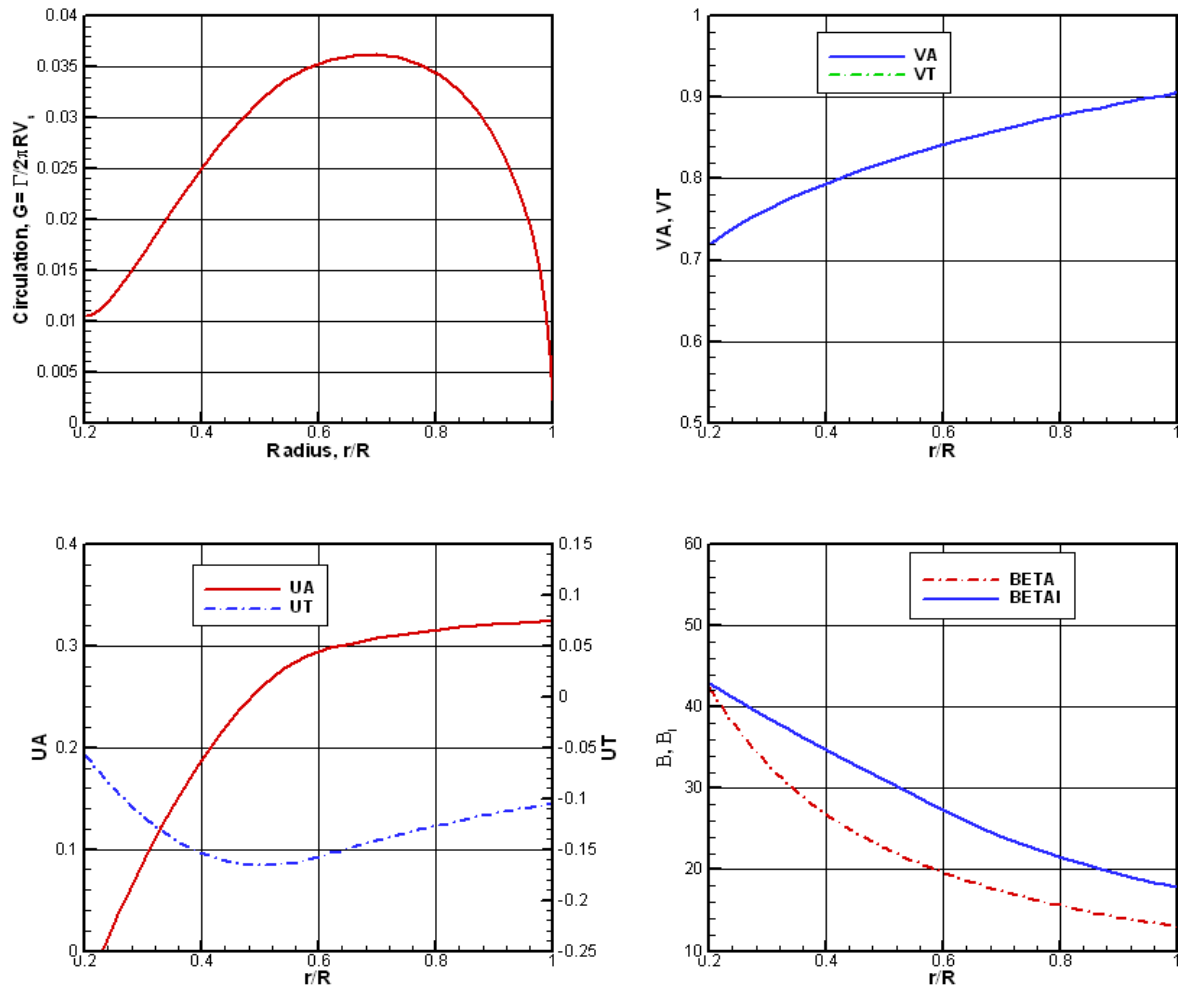 0.04
0.035
0.03
0.025
0.02
0.015
0.01
0.005
0
Circulation, G= Γ/2πRV
0.2 0.4 0.6 0.8 1
Radius, r/R
1
0.9
0.8
0.7
0.6
0.5
VA, VT
VA
VT
0.2 0.4 0.6 0.8 1
r/R
0.4
0.3
0.2
0.1
0
UA
UA
UT
0.15
0.1
0.05
0
-0.05
-0.1
-0.15
-0.2
-0.25
UT
0.2 0.4 0.6 0.8 1
r/R
60
50
40
30
20
10
B, BI
BETA
BETAI
0.2 0.4 0.6 0.8 1
r/R